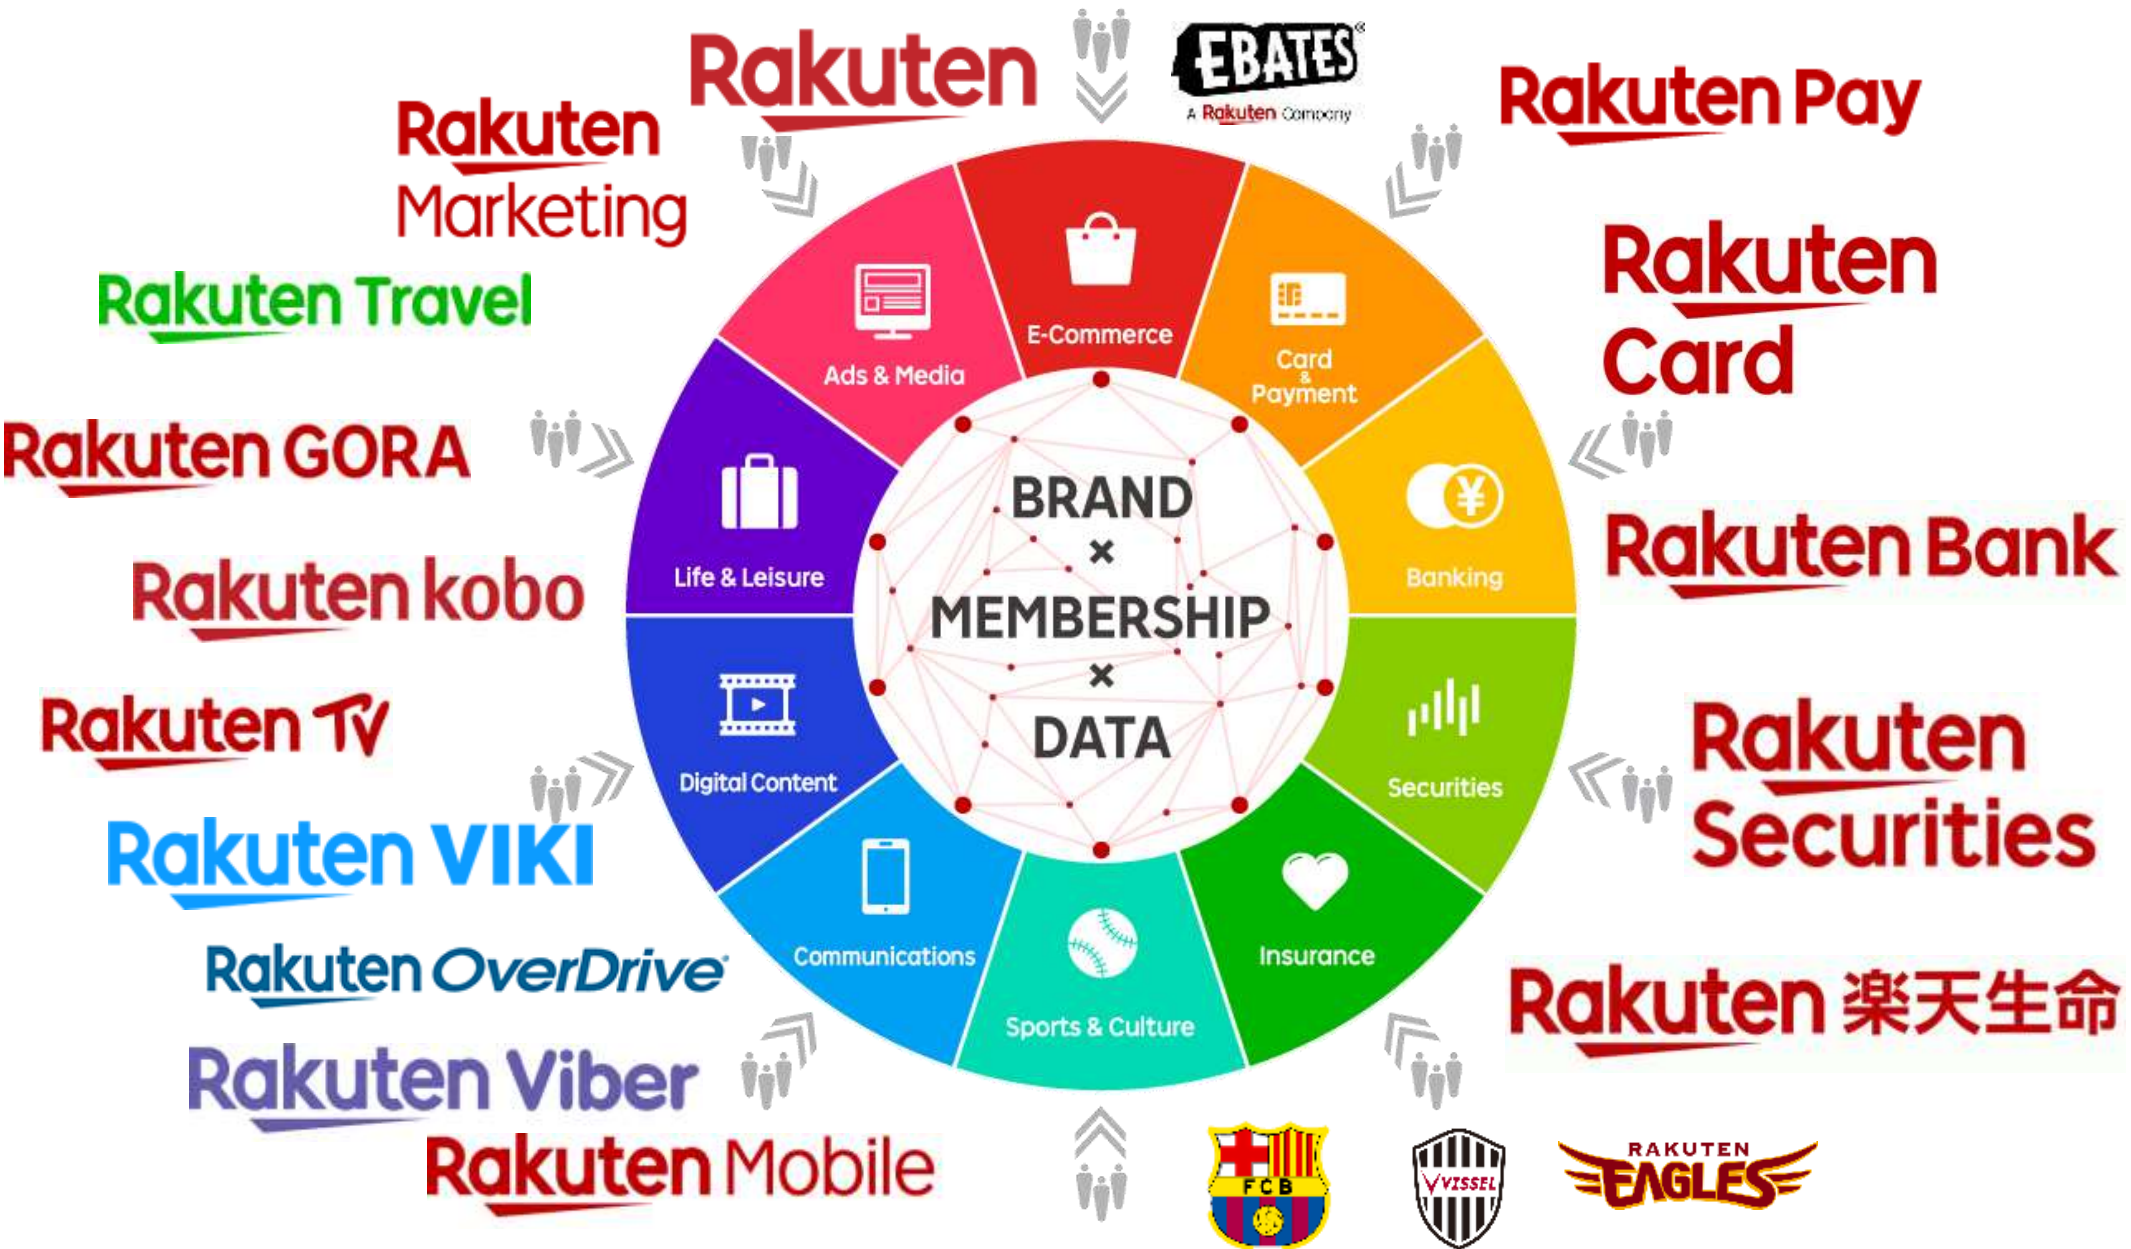 Rakuten
EBATES®
A Rakuten Company
Rakuten Pay
Rakuten
Marketing
Rakuten
Card
Rakuten Travel
Rakuten GORA
Rakuten kobo
Rakuten TV
Rakuten VIKI
Rakuten OverDrive
Rakuten Viber
Rakuten Mobile
Rakuten Bank
Rakuten
Securities
Rakuten 楽天生命
E-Commerce
Card
&
Payment
Banking
Securities
Insurance
Sports & Culture
Communications
Digital Content
Life & Leisure
Ads & Media
BRAND
×
MEMBERSHIP
×
DATA
FCB
VISSEL
RAKUTEN
EAGLES